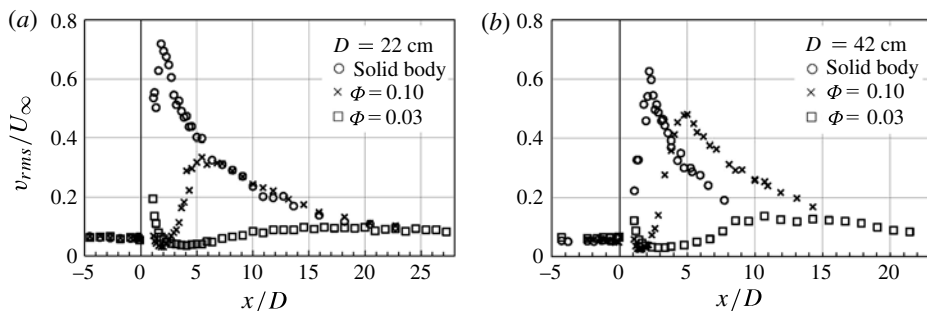 (a)
0.8
0.6
0.4
0.2
0
v_rms/U_∞
D = 22 cm
Solid body
Φ = 0.10
Φ = 0.03
–5 0 5 10 15 20 25
x/D
(b)
0.8
0.6
0.4
0.2
0
D = 42 cm
Solid body
Φ = 0.10
Φ = 0.03
–5 0 5 10 15 20
x/D